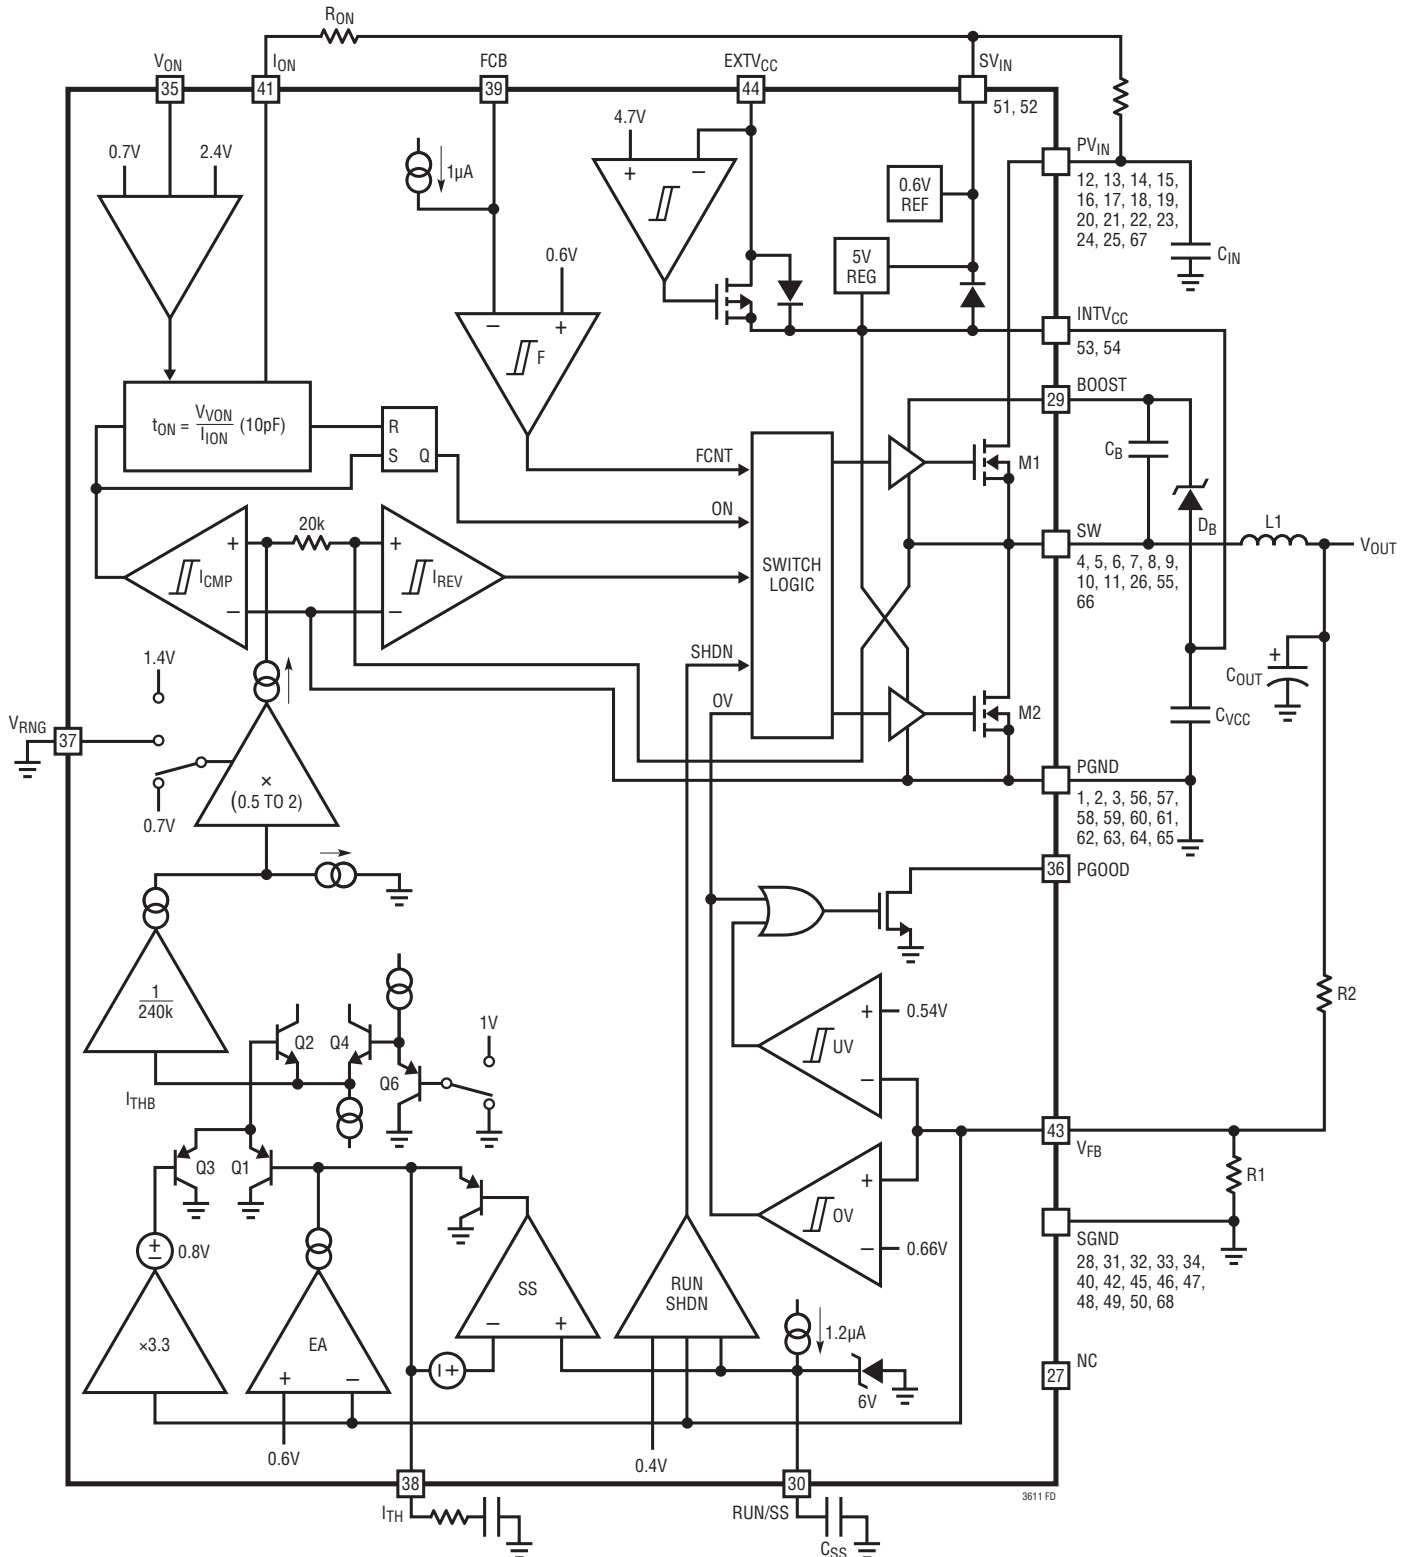 RON
VON
ION
FCB
EXTVCC
SVIN
35
41
39
44
51, 52
0.7V
2.4V
1µA
4.7V
+
−
0.6V
REF
5V
REG
PVIN
12, 13, 14, 15,
16, 17, 18, 19,
20, 21, 22, 23,
24, 25, 67
CIN
0.6V
−
+
F
INTVCC
53, 54
BOOST
29
tON = VVON/IION (10pF)
R
S Q
FCNT
ON
M1
CB
DB
SW
4, 5, 6, 7, 8, 9,
10, 11, 26, 55,
66
L1
VOUT
20k
+
−
ICMP
+
−
IREV
SWITCH
LOGIC
SHDN
OV
1.4V
VRNG
37
0.7V
×
(0.5 TO 2)
M2
+
COUT
CVCC
PGND
1, 2, 3, 56, 57,
58, 59, 60, 61,
62, 63, 64, 65
36
PGOOD
1
240k
Q2
Q4
1V
Q6
ITHB
+
0.54V
UV
−
R2
43
VFB
Q3
Q1
+
OV
−
0.66V
R1
SGND
28, 31, 32, 33, 34,
40, 42, 45, 46, 47,
48, 49, 50, 68
+
−
0.8V
×3.3
EA
+
−
SS
−
+
RUN
SHDN
1.2µA
6V
+
NC
27
0.6V
0.4V
38
30
3611 FD
ITH
RUN/SS
CSS